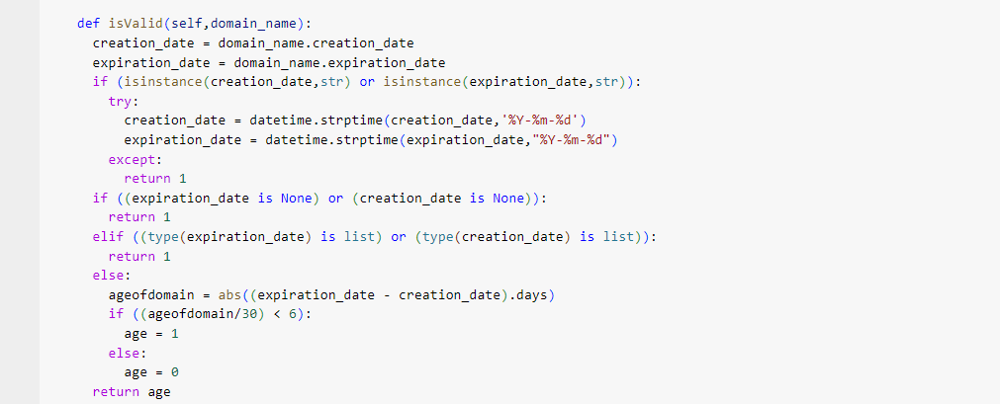 def isValid(self,domain_name):
creation_date = domain_name.creation_date
expiration_date = domain_name.expiration_date
if (isinstance(creation_date,str) or isinstance(expiration_date,str)):
try:
creation_date = datetime.strptime(creation_date,'%Y-%m-%d')
expiration_date = datetime.strptime(expiration_date,"%Y-%m-%d")
except:
return 1
if ((expiration_date is None) or (creation_date is None)):
return 1
elif ((type(expiration_date) is list) or (type(creation_date) is list)):
return 1
else:
ageofdomain = abs((expiration_date - creation_date).days)
if ((ageofdomain/30) < 6):
age = 1
else:
age = 0
return age